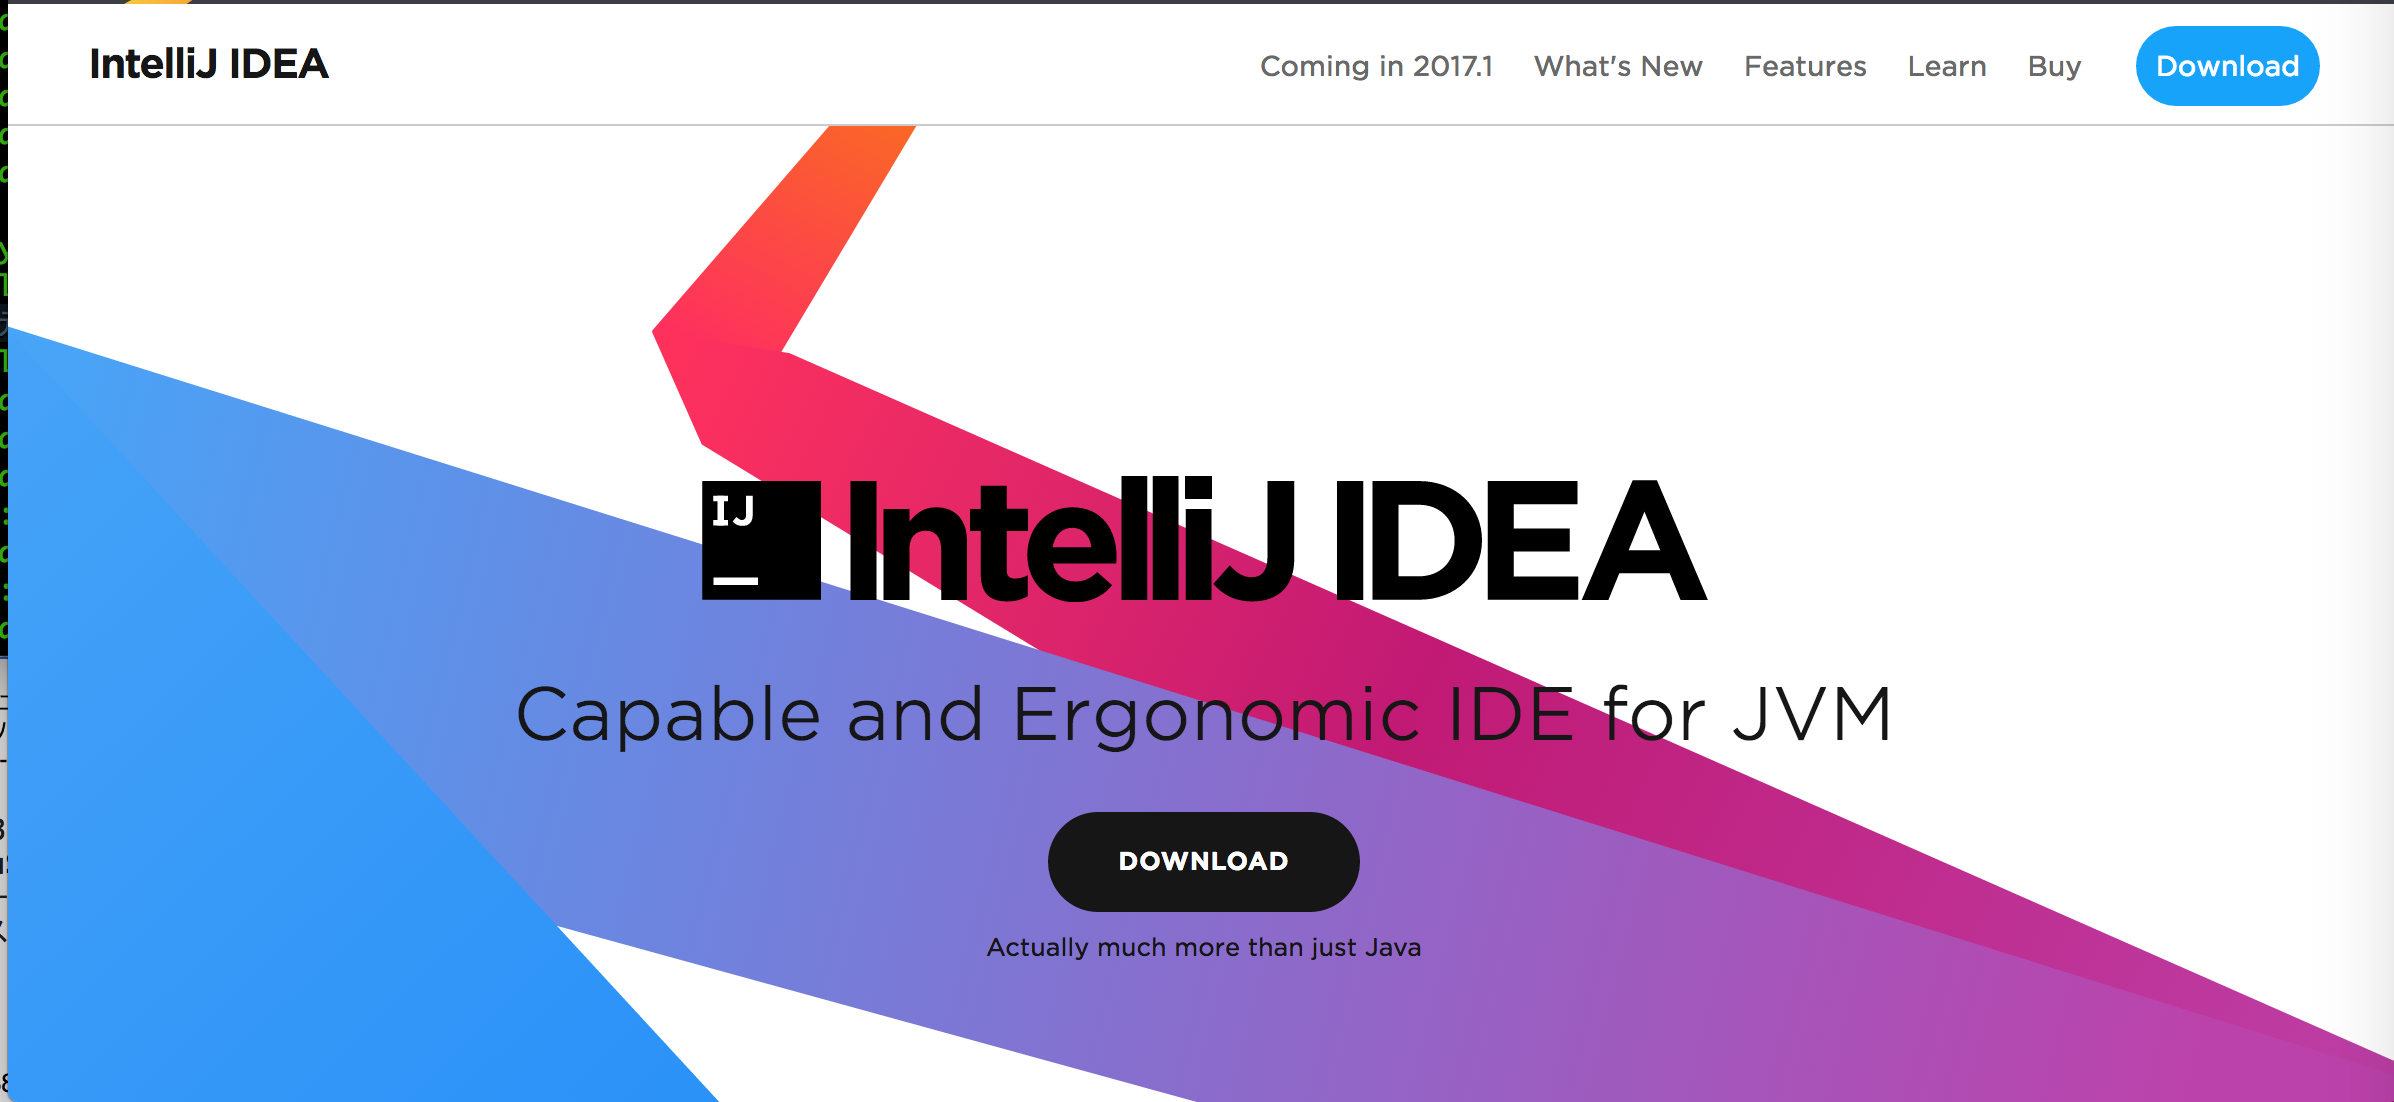 IntelliJ IDEA
Coming in 2017.1 What's New Features Learn Buy Download
IJ
IntelliJ IDEA
Capable and Ergonomic IDE for JVM
DOWNLOAD
Actually much more than just Java